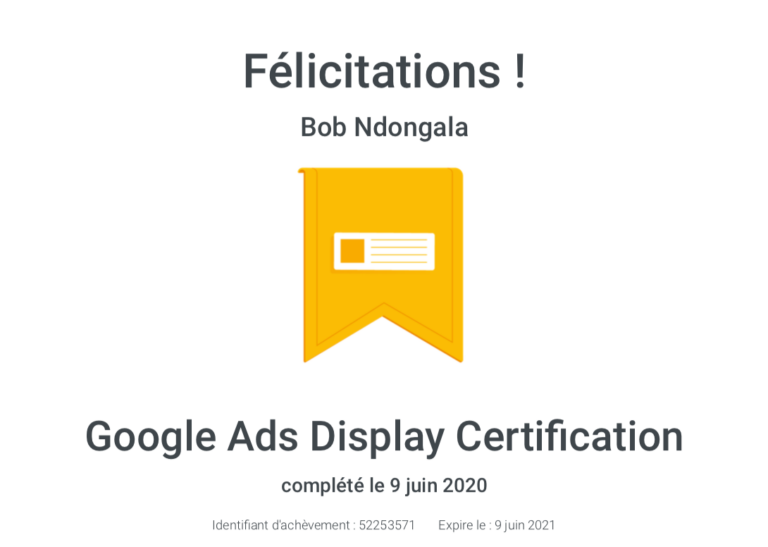 Félicitations !
Bob Ndongala
Google Ads Display Certification
complété le 9 juin 2020
Identifiant d'achèvement : 52253571 Expire le : 9 juin 2021